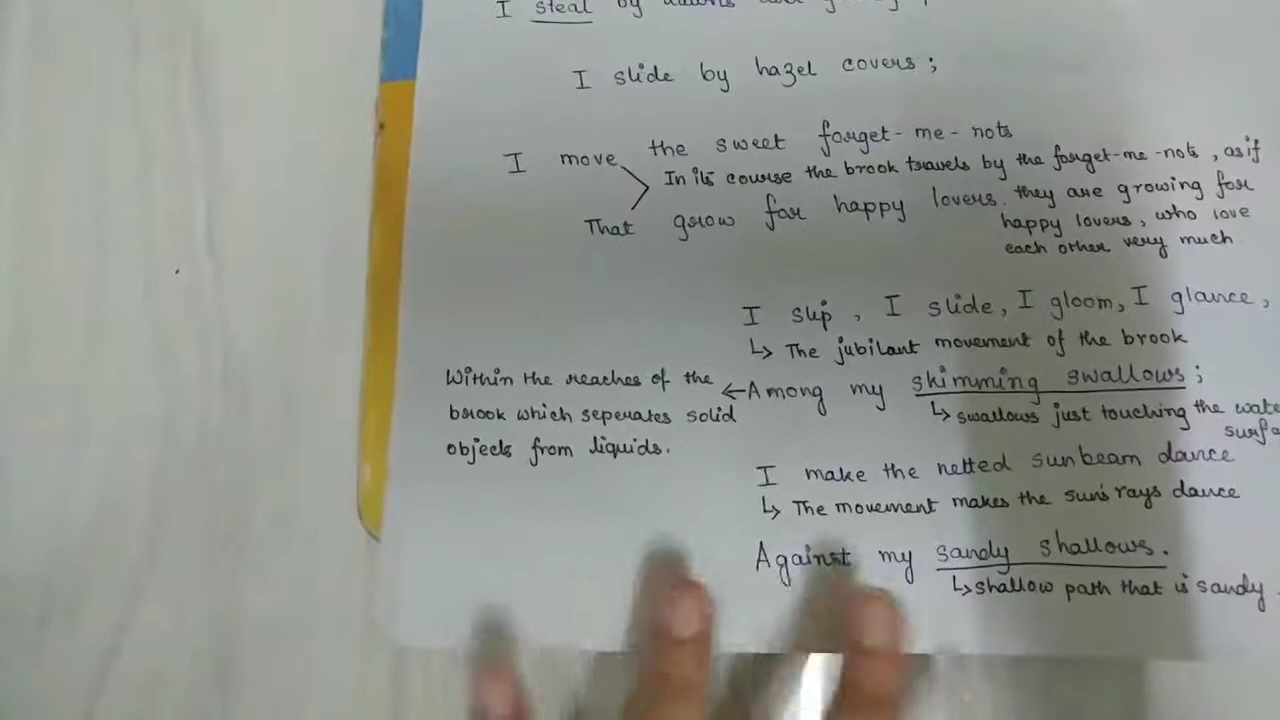 I steal by
I slide by hazel covers;
I move the sweet forget-me-nots
In its course the brook travels by the forget-me-nots, as if
That grow for happy lovers. they are growing for
happy lovers, who love
each other very much.
I slip, I slide, I gloom, I glance,
↳ The jubilant movement of the brook
Within the reaches of the ← Among my skimming swallows;
brook which seperates solid ↳ swallows just touching the wate
surfa
objects from liquids.
I make the netted sunbeam dance
↳ The movement makes the sun's rays dance
Against my sandy shallows.
↳ shallow path that is sandy.